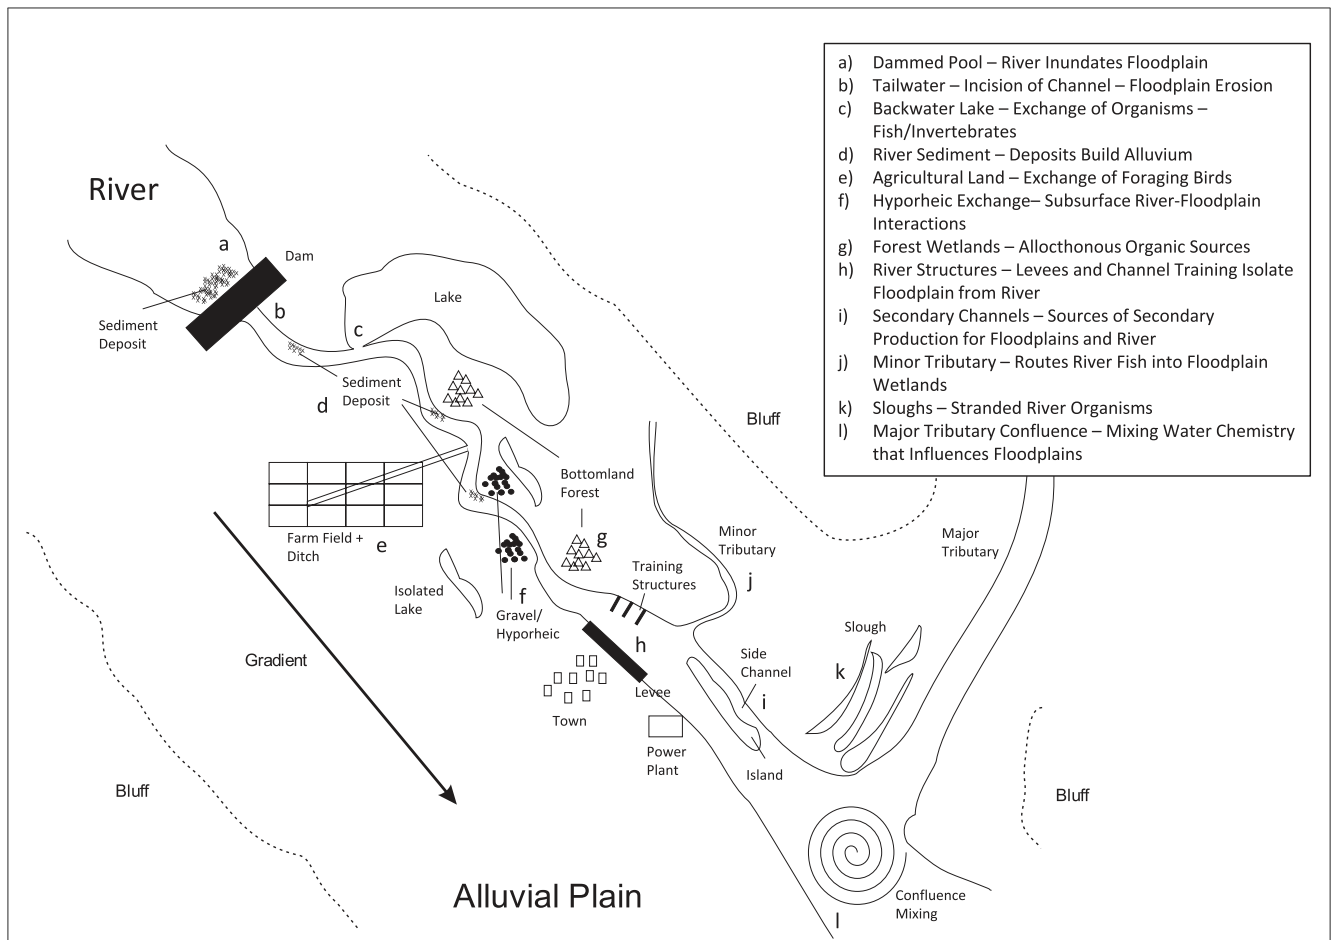 a) Dammed Pool – River Inundates Floodplain
b) Tailwater – Incision of Channel – Floodplain Erosion
c) Backwater Lake – Exchange of Organisms –
Fish/Invertebrates
d) River Sediment – Deposits Build Alluvium
e) Agricultural Land – Exchange of Foraging Birds
f) Hyporheic Exchange– Subsurface River-Floodplain
Interactions
g) Forest Wetlands – Allocthonous Organic Sources
h) River Structures – Levees and Channel Training Isolate
Floodplain from River
i) Secondary Channels – Sources of Secondary
Production for Floodplains and River
j) Minor Tributary – Routes River Fish into Floodplain
Wetlands
k) Sloughs – Stranded River Organisms
l) Major Tributary Confluence – Mixing Water Chemistry
that Influences Floodplains
River
a
Dam
b
Sediment
Deposit
Lake
c
Sediment
Deposit
d
Bluff
Bottomland
Forest
Farm Field +
Ditch
e
g
Minor
Tributary
Major
Tributary
Training
Structures
j
Isolated
Lake
f
Gravel/
Hyporheic
h
Slough
Gradient
Side
Channel
k
Levee
i
Town
Power
Plant
Island
Bluff
Bluff
Alluvial Plain
Confluence
Mixing
l